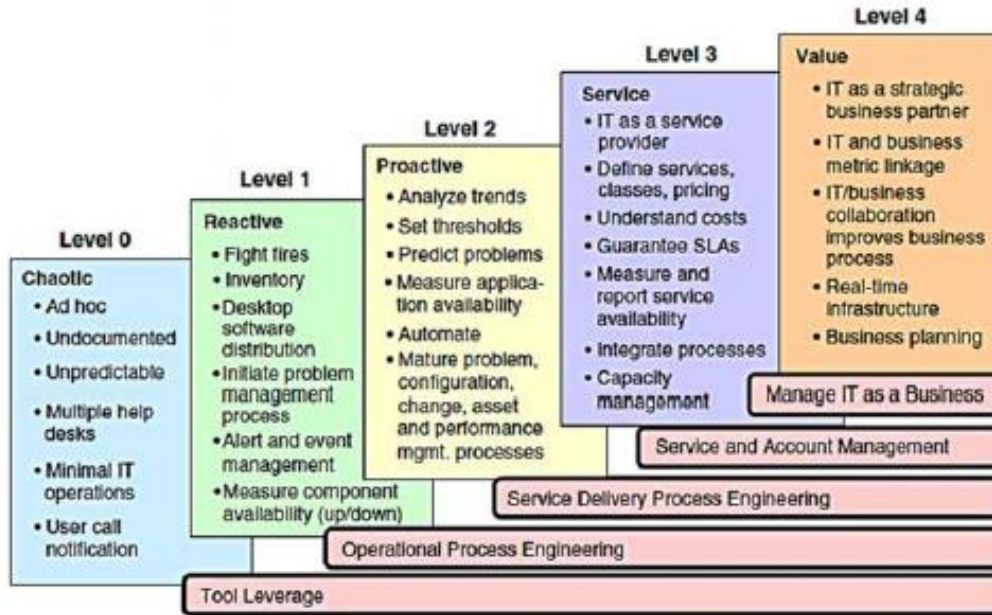 Level 0
Chaotic
• Ad hoc
• Undocumented
• Unpredictable
• Multiple help
desks
• Minimal IT
operations
• User call
notification
Level 1
Reactive
• Fight fires
• Inventory
• Desktop
software
distribution
• Initiate problem
management
process
• Alert and event
management
• Measure component
availability (up/down)
Level 2
Proactive
• Analyze trends
• Set thresholds
• Predict problems
• Measure applica-
tion availability
• Automate
• Mature problem,
configuration,
change, asset
and performance
mgmt. processes
Level 3
Service
• IT as a service
provider
• Define services,
classes, pricing
• Understand costs
• Guarantee SLAs
• Measure and
report service
availability
• Integrate processes
• Capacity
management
Level 4
Value
• IT as a strategic
business partner
• IT and business
metric linkage
• IT/business
collaboration
improves business
process
• Real-time
infrastructure
• Business planning
Manage IT as a Business
Service and Account Management
Service Delivery Process Engineering
Operational Process Engineering
Tool Leverage